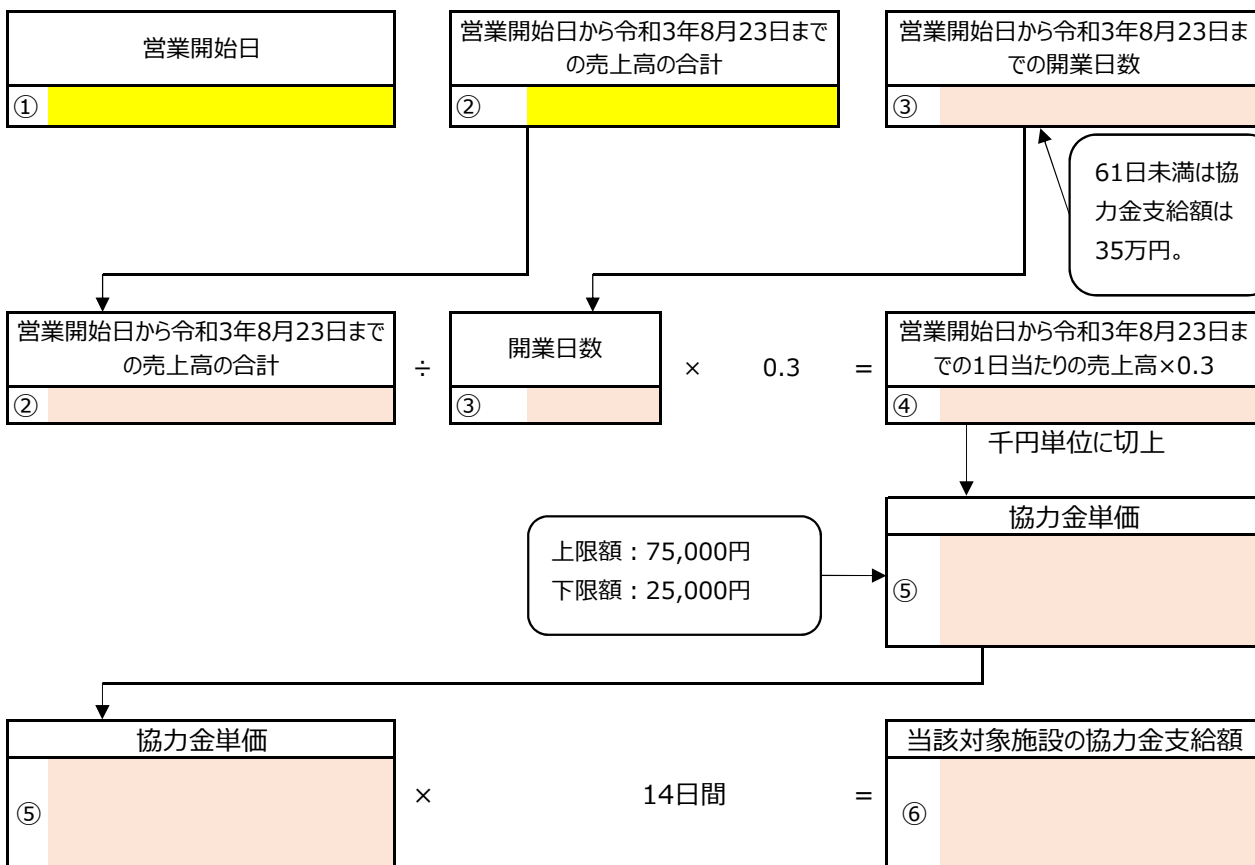 営業開始日
営業開始日から令和3年8月23日まで
の売上高の合計
営業開始日から令和3年8月23日ま
での開業日数
①
②
③
61日未満は協
力金支給額は
35万円。
営業開始日から令和3年8月23日まで
の売上高の合計
÷
開業日数
×
0.3
=
営業開始日から令和3年8月23日ま
での1日当たりの売上高×0.3
②
③
④
千円単位に切上
協力金単価
上限額：75,000円
下限額：25,000円
⑤
協力金単価
当該対象施設の協力金支給額
⑤
×
14日間
=
⑥